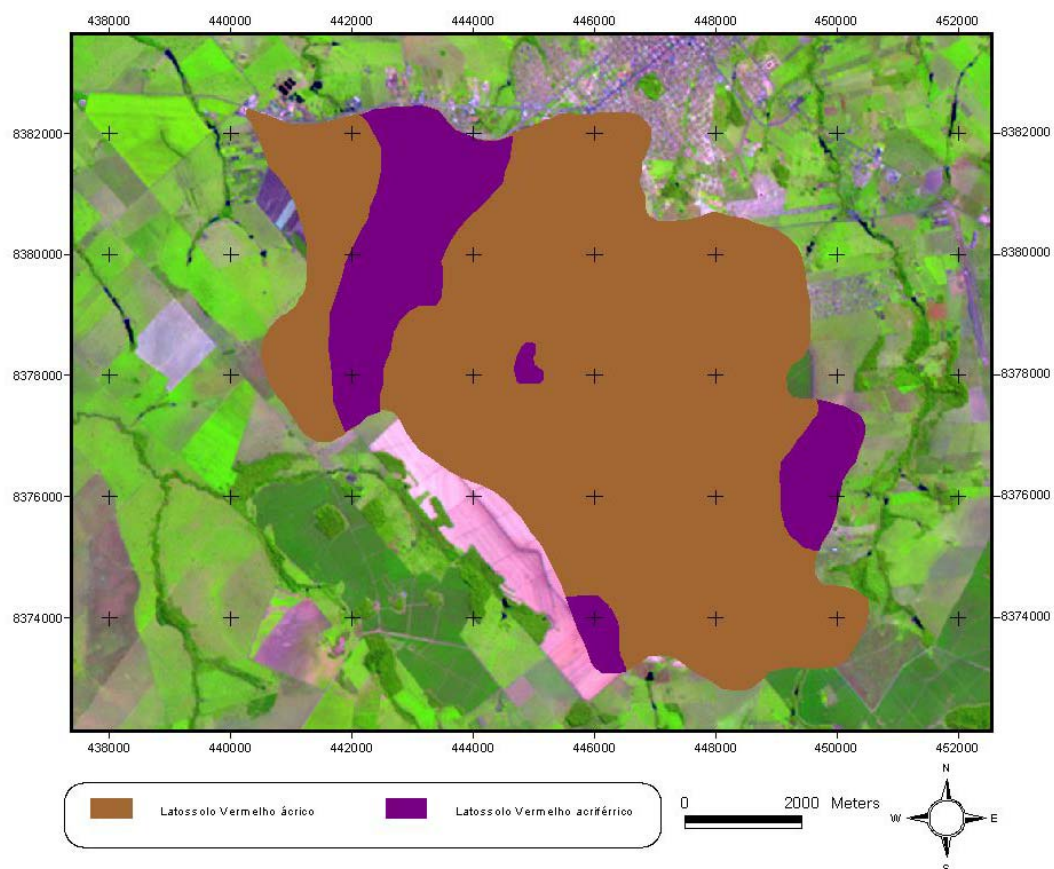 438000 440000 442000 444000 446000 448000 450000 452000
8382000 8382000
8380000 8380000
8378000 8378000
8376000 8376000
8374000 8374000
438000 440000 442000 444000 446000 448000 450000 452000
Latossolo Vermelho ácrico
Latossolo Vermelho acriférrico
0 2000 Meters
N
W E
S